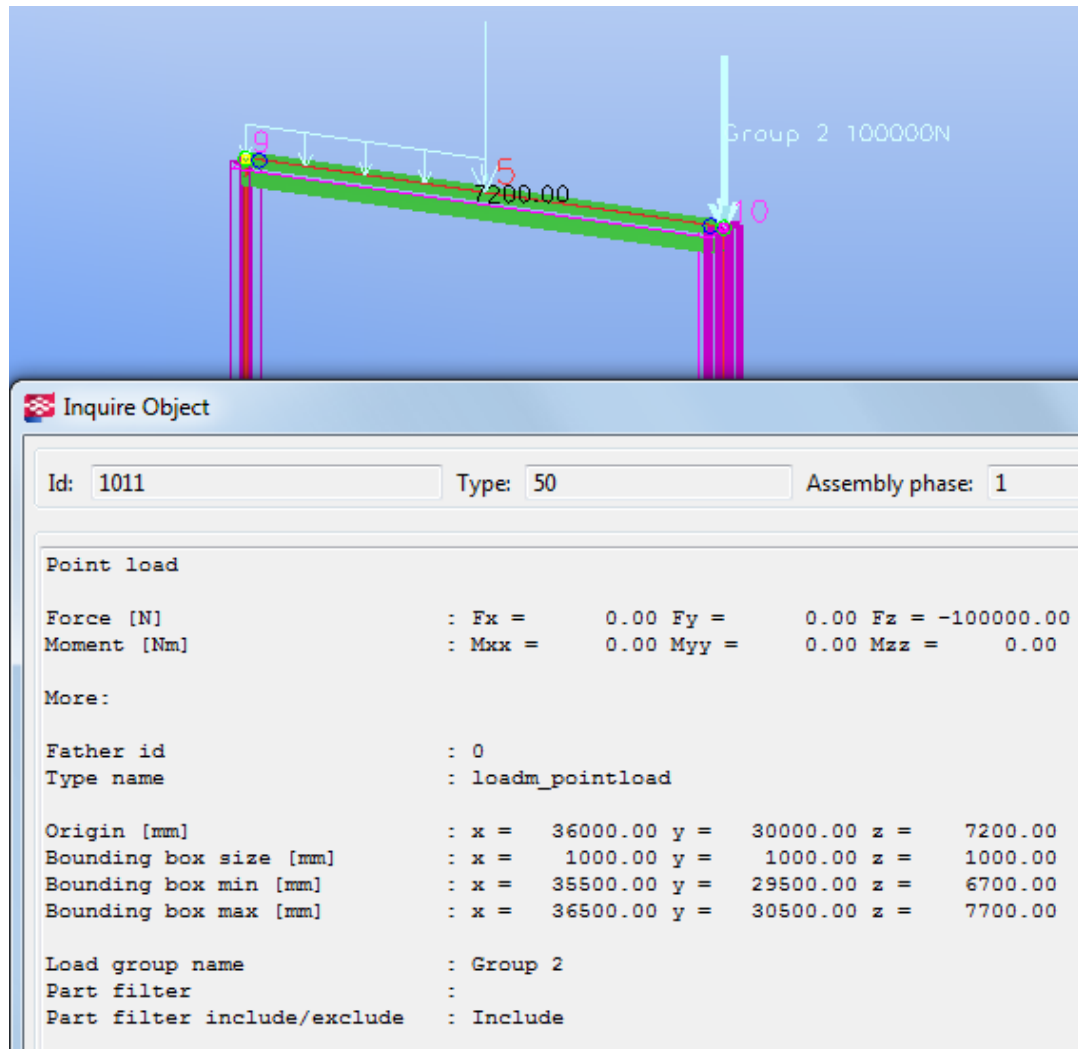 Group 2 100000N
9
5
7200.00
10
Inquire Object
Id: 1011 Type: 50 Assembly phase: 1
Point load
Force [N] : Fx = 0.00 Fy = 0.00 Fz = -100000.00
Moment [Nm] : Mxx = 0.00 Myy = 0.00 Mzz = 0.00
More:
Father id : 0
Type name : loadm_pointload
Origin [mm] : x = 36000.00 y = 30000.00 z = 7200.00
Bounding box size [mm] : x = 1000.00 y = 1000.00 z = 1000.00
Bounding box min [mm] : x = 35500.00 y = 29500.00 z = 6700.00
Bounding box max [mm] : x = 36500.00 y = 30500.00 z = 7700.00
Load group name : Group 2
Part filter :
Part filter include/exclude : Include